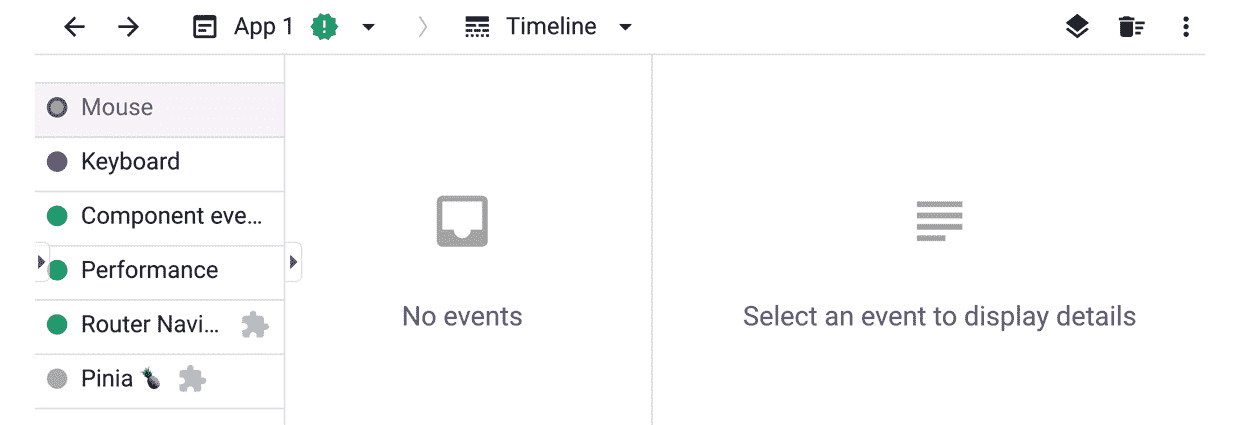 App 1
Timeline
Mouse
Keyboard
Component eve...
Performance
Router Navi...
Pinia 🍍
No events
Select an event to display details